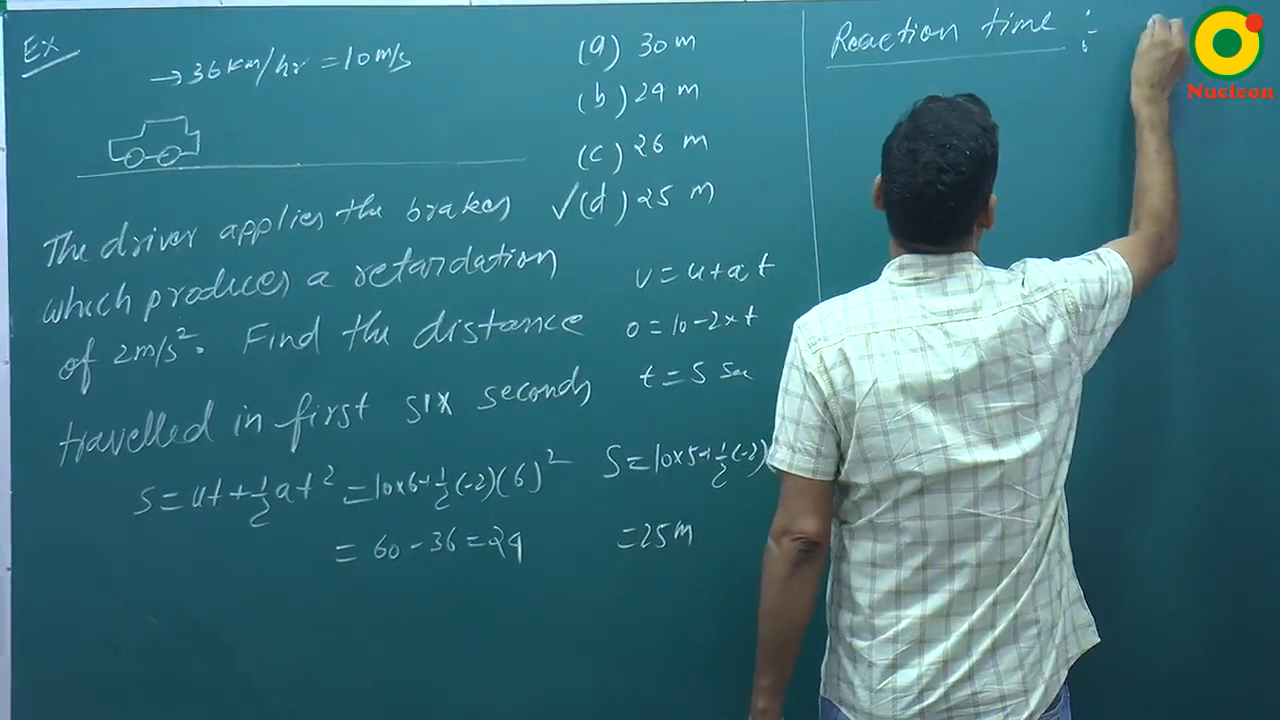 Ex
→36 km/hr = 10 m/s
(a) 30 m
(b) 24 m
(c) 26 m
✓(d) 25 m
The driver applies the brakes
which produces a retardation
of 2m/s². Find the distance
travelled in first six seconds
S = ut + 1/2 at² = 10×6+1/2(-2)(6)²
= 60 - 36 = 24
v = u+at
0 = 10-2×t
t = 5 sec
S = 10×5+1/2(-2)(
= 25 m
Reaction time :-
Nucleon